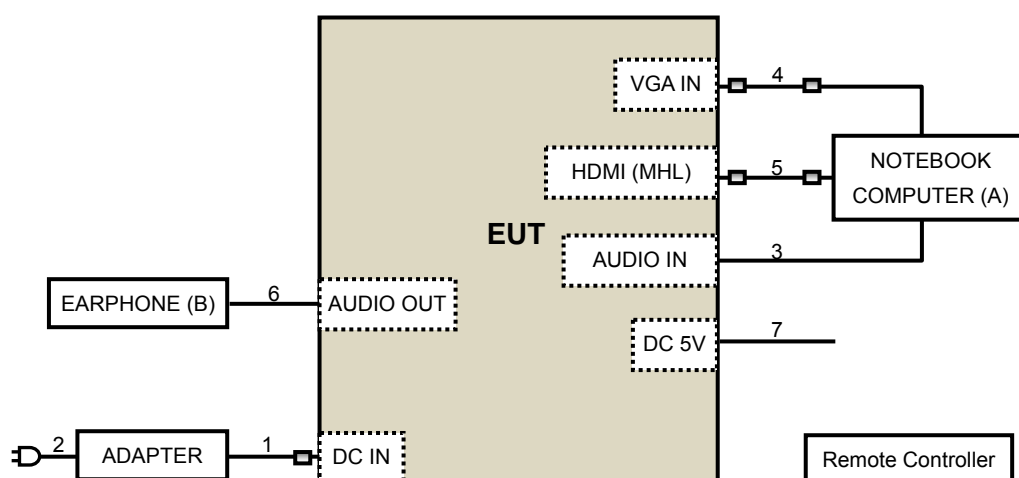 VGA IN
4
HDMI (MHL)
5
NOTEBOOK
COMPUTER (A)
EUT
AUDIO IN
3
EARPHONE (B)
6
AUDIO OUT
DC 5V
7
2
ADAPTER
1
DC IN
Remote Controller